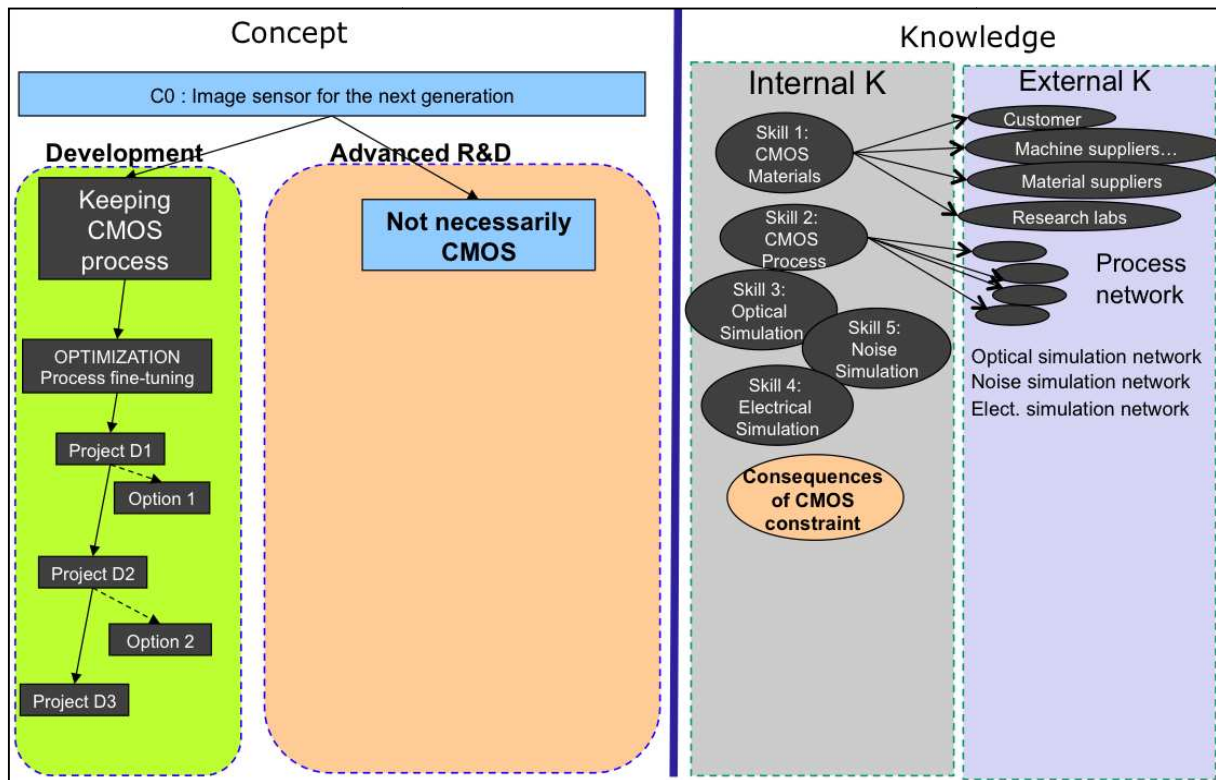 Concept
C0 : Image sensor for the next generation
Development
Keeping
CMOS
process
OPTIMIZATION
Process fine-tuning
Project D1
Option 1
Project D2
Option 2
Project D3
Advanced R&D
Not necessarily
CMOS
Knowledge
Internal K
Skill 1:
CMOS
Materials
Skill 2:
CMOS
Process
Skill 3:
Optical
Simulation
Skill 5:
Noise
Simulation
Skill 4:
Electrical
Simulation
Consequences
of CMOS
constraint
External K
Customer
Machine suppliers…
Material suppliers
Research labs
Process
network
Optical simulation network
Noise simulation network
Elect. simulation network